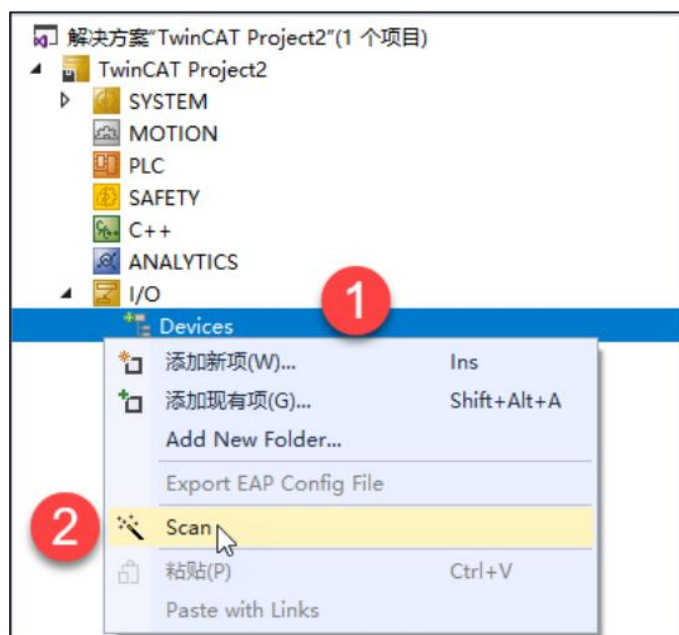 解决方案"TwinCAT Project2"(1 个项目)
TwinCAT Project2
SYSTEM
MOTION
PLC
SAFETY
C++
ANALYTICS
I/O
1
Devices
添加新项(W)... Ins
添加现有项(G)... Shift+Alt+A
Add New Folder...
Export EAP Config File
2 Scan
粘贴(P) Ctrl+V
Paste with Links